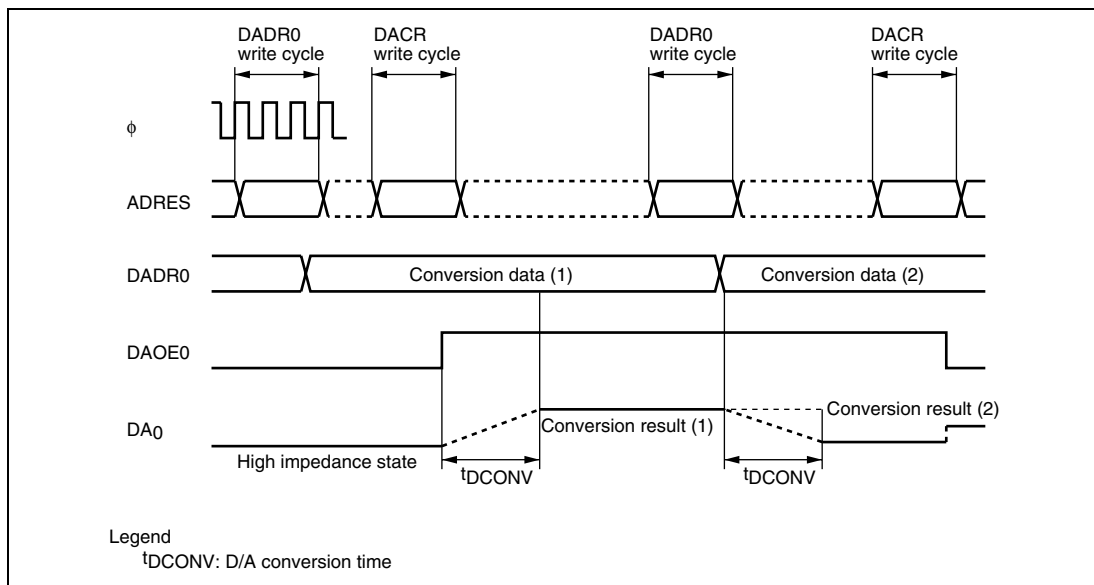 DADR0
write cycle
DACR
write cycle
DADR0
write cycle
DACR
write cycle
ϕ
ADRES
DADR0
Conversion data (1)
Conversion data (2)
DAOE0
DA0
Conversion result (1)
Conversion result (2)
High impedance state
tDCONV
tDCONV
Legend
tDCONV: D/A conversion time